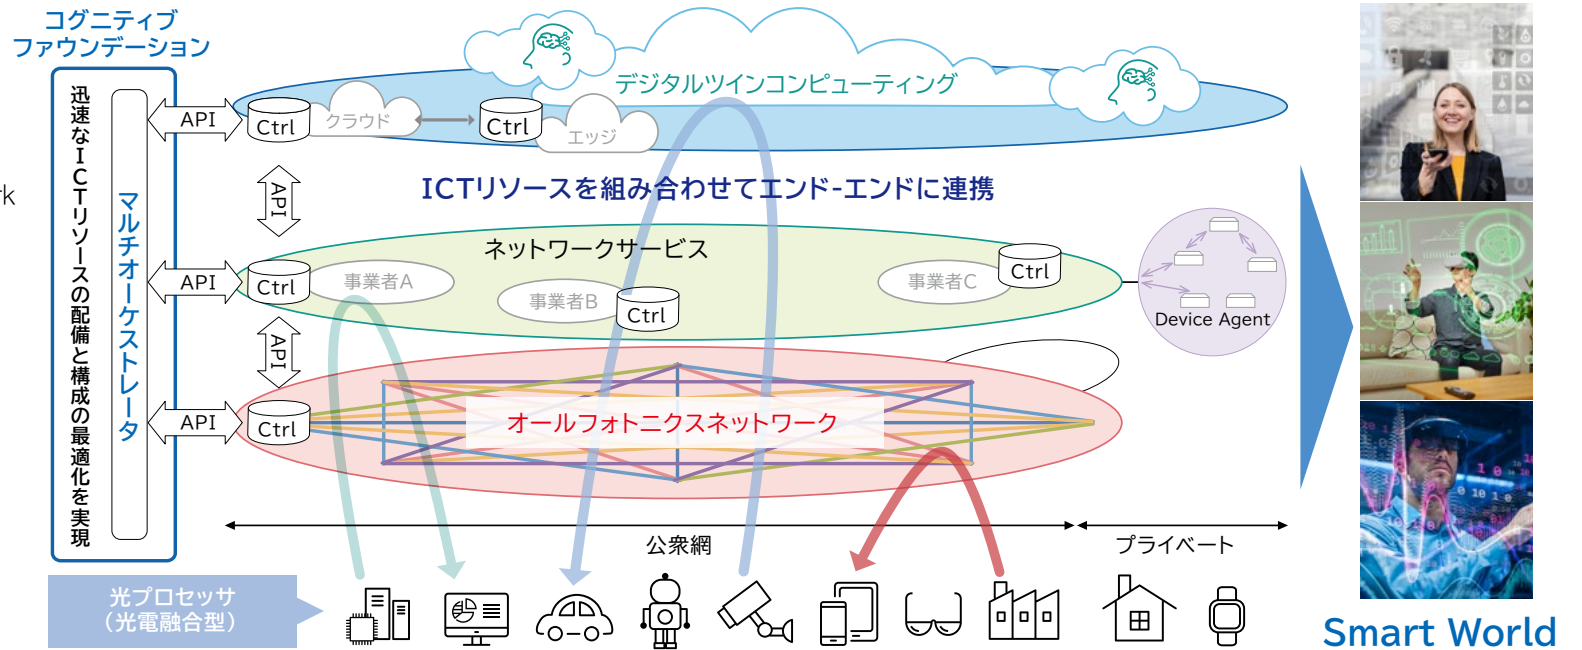 コグニティブ
ファウンデーション
迅速なICTリソースの配備と構成の最適化を実現
マルチオーケストレータ
API
Ctrl
クラウド
Ctrl
エッジ
デジタルツインコンピューティング
API
ICTリソースを組み合わせてエンド-エンドに連携
ネットワークサービス
API
Ctrl
事業者A
事業者B
Ctrl
事業者C
Ctrl
Device Agent
API
API
Ctrl
オールフォトニクスネットワーク
公衆網
プライベート
光プロセッサ
（光電融合型）
Smart World